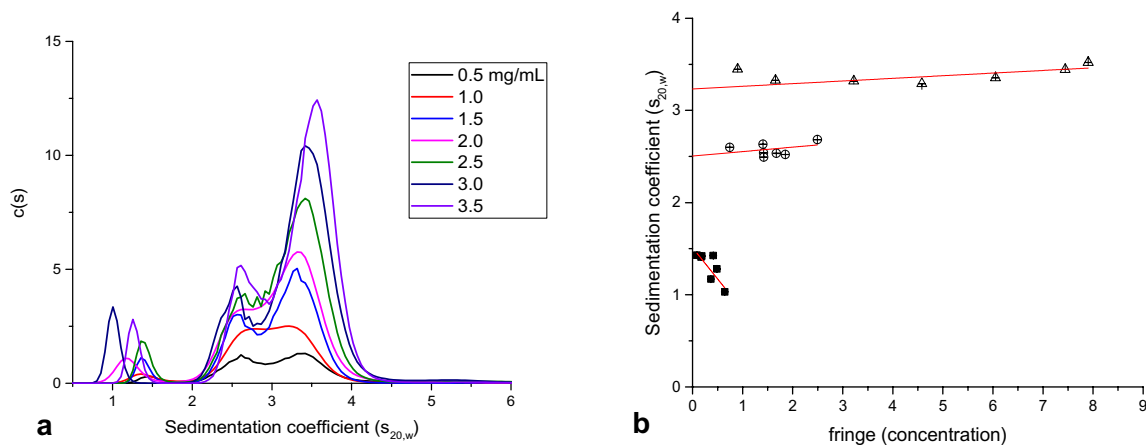 15
10
5
0
c(s)
0.5 mg/mL
1.0
1.5
2.0
2.5
3.0
3.5
1 2 3 4 5 6
Sedimentation coefficient (s20,w)
a
4
3
2
1
0
Sedimentation coefficient (s20,w)
0 1 2 3 4 5 6 7 8 9
fringe (concentration)
b